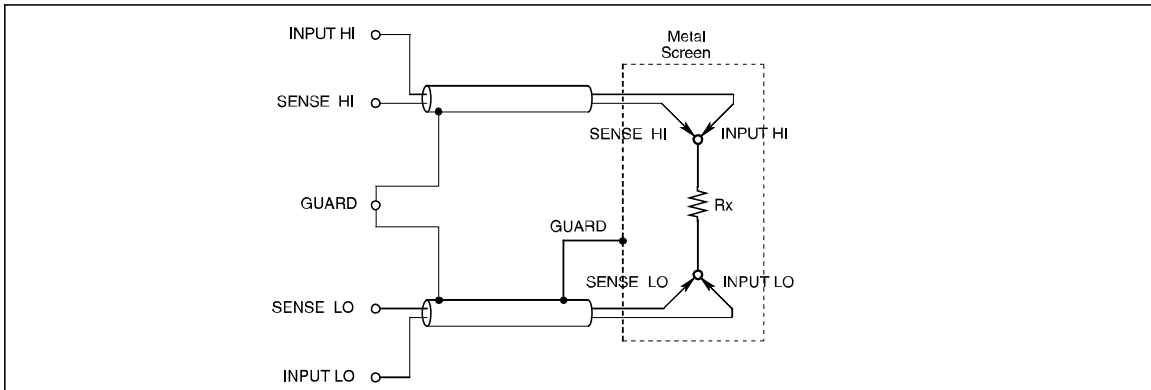 INPUT HI
Metal
Screen
SENSE HI
SENSE HI
INPUT HI
GUARD
Rx
GUARD
SENSE LO
INPUT LO
SENSE LO
INPUT LO